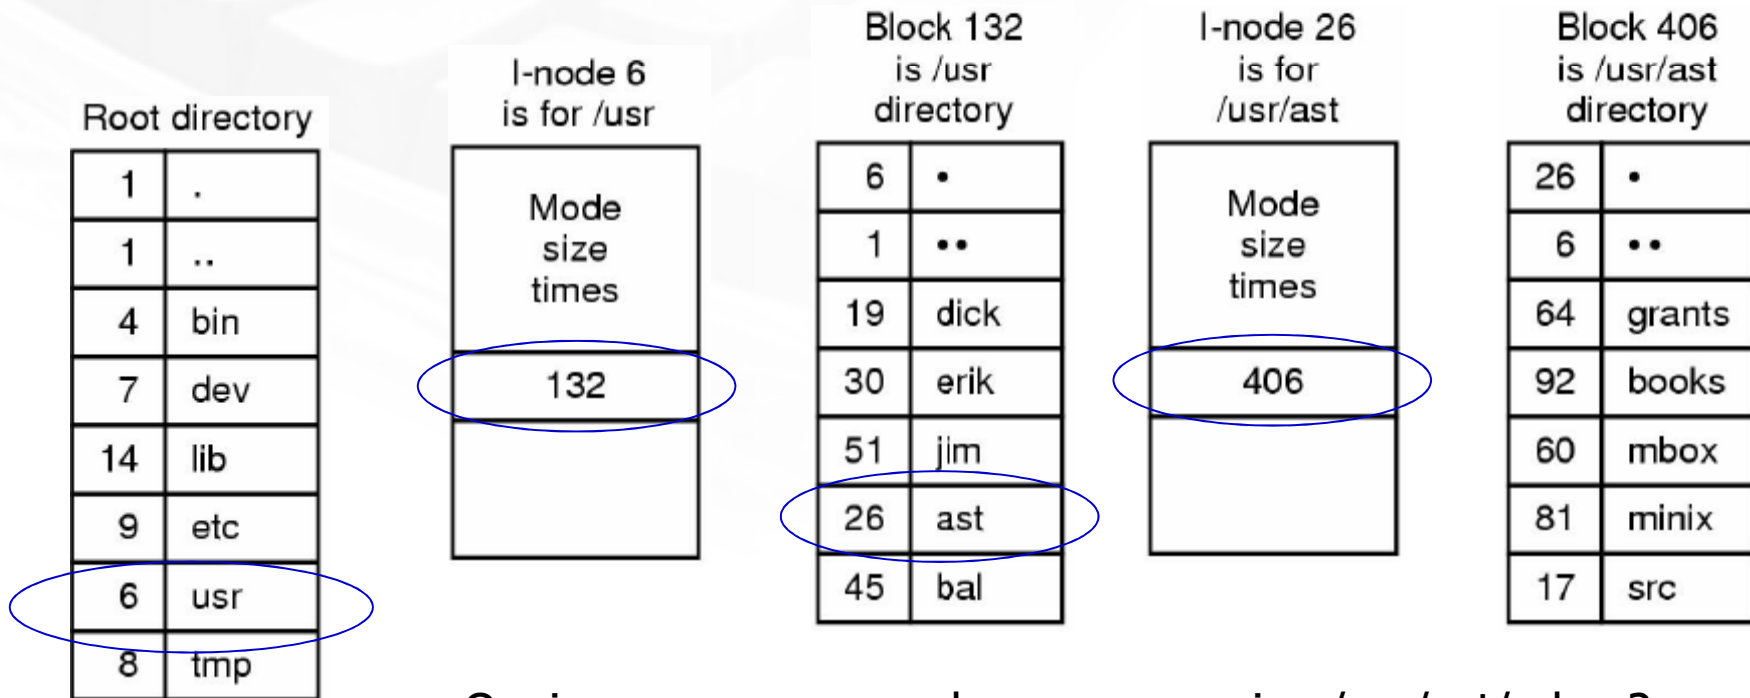 Root directory
1 .
1 ..
4 bin
7 dev
14 lib
9 etc
6 usr
8 tmp
I-node 6
is for /usr
Mode
size
times
132
Block 132
is /usr
directory
6 •
1 ••
19 dick
30 erik
51 jim
26 ast
45 bal
I-node 26
is for
/usr/ast
Mode
size
times
406
Block 406
is /usr/ast
directory
26 •
6 ••
64 grants
92 books
60 mbox
81 minix
17 src